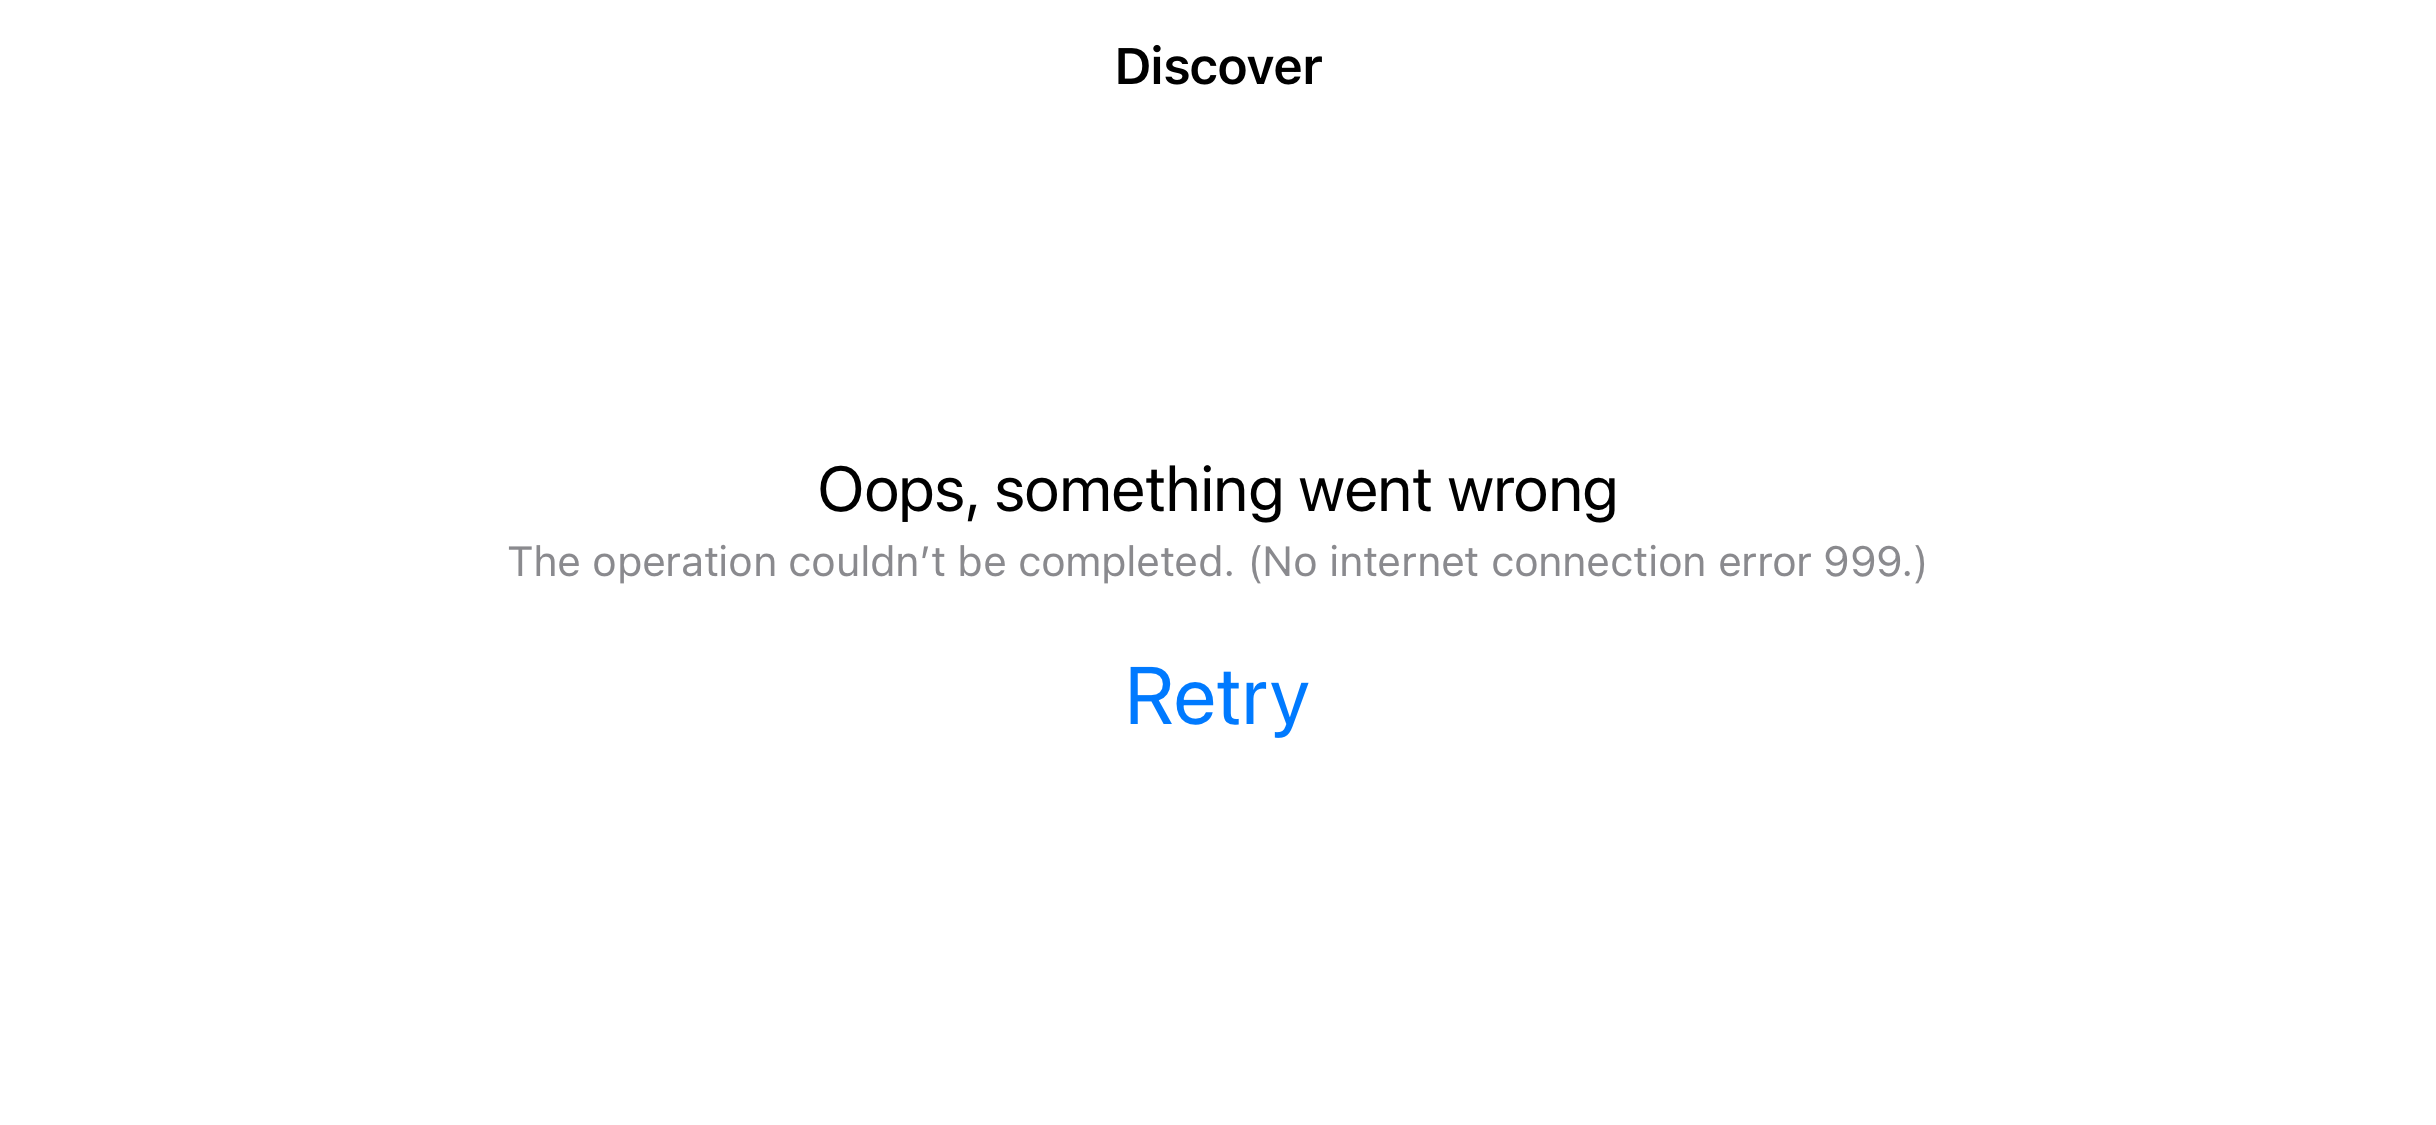 Discover
Oops, something went wrong
The operation couldn’t be completed. (No internet connection error 999.)
Retry